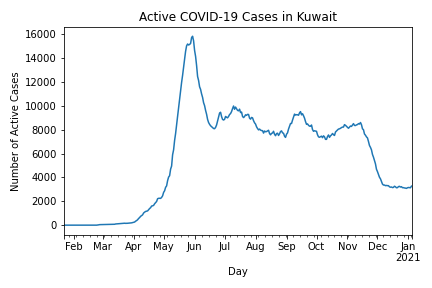 Active COVID-19 Cases in Kuwait
Number of Active Cases
16000
14000
12000
10000
8000
6000
4000
2000
0
Feb Mar Apr May Jun Jul Aug Sep Oct Nov Dec Jan
2021
Day